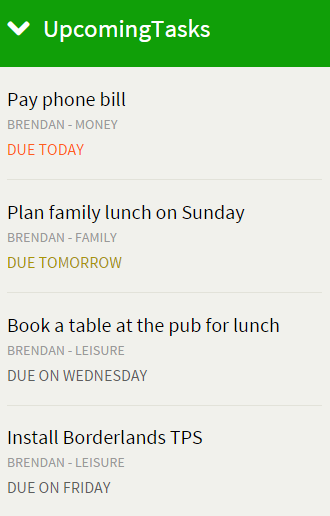 UpcomingTasks
Pay phone bill
BRENDAN - MONEY
DUE TODAY
Plan family lunch on Sunday
BRENDAN - FAMILY
DUE TOMORROW
Book a table at the pub for lunch
BRENDAN - LEISURE
DUE ON WEDNESDAY
Install Borderlands TPS
BRENDAN - LEISURE
DUE ON FRIDAY